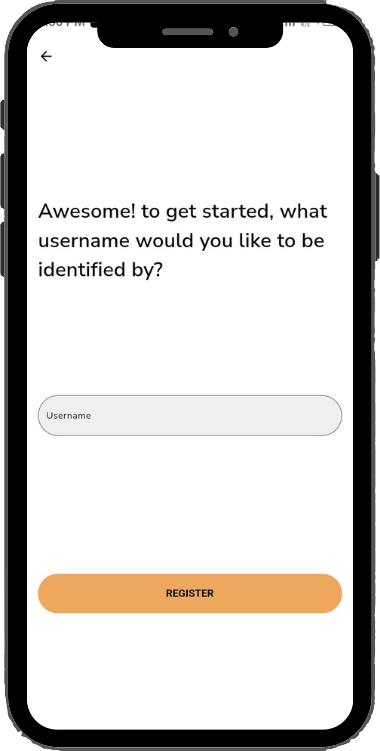 Awesome! to get started, what
username would you like to be
identified by?
Username
REGISTER